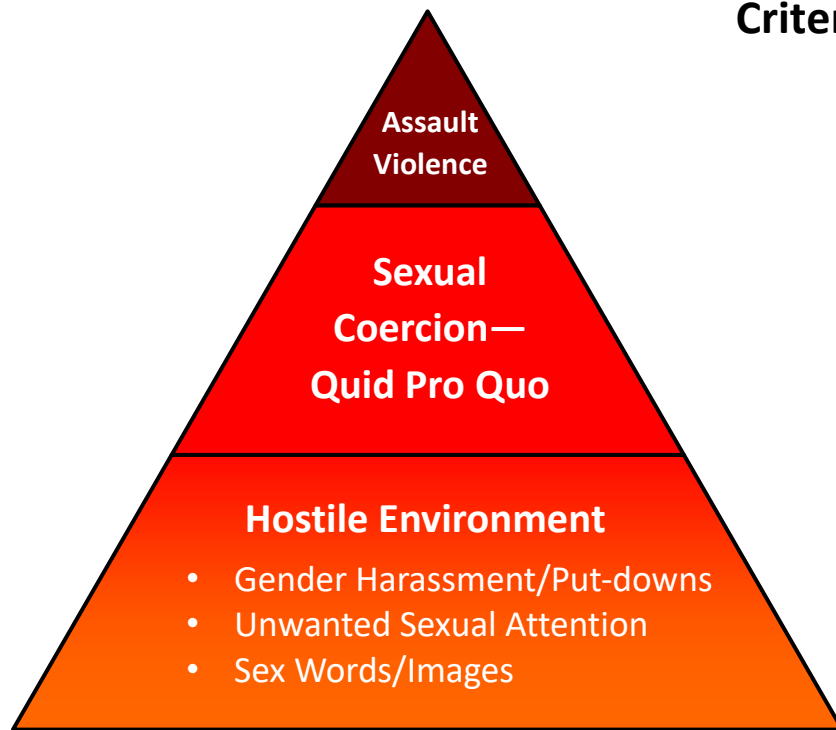 Criter
Assault
Violence
Sexual
Coercion—
Quid Pro Quo
Hostile Environment
• Gender Harassment/Put-downs
• Unwanted Sexual Attention
• Sex Words/Images